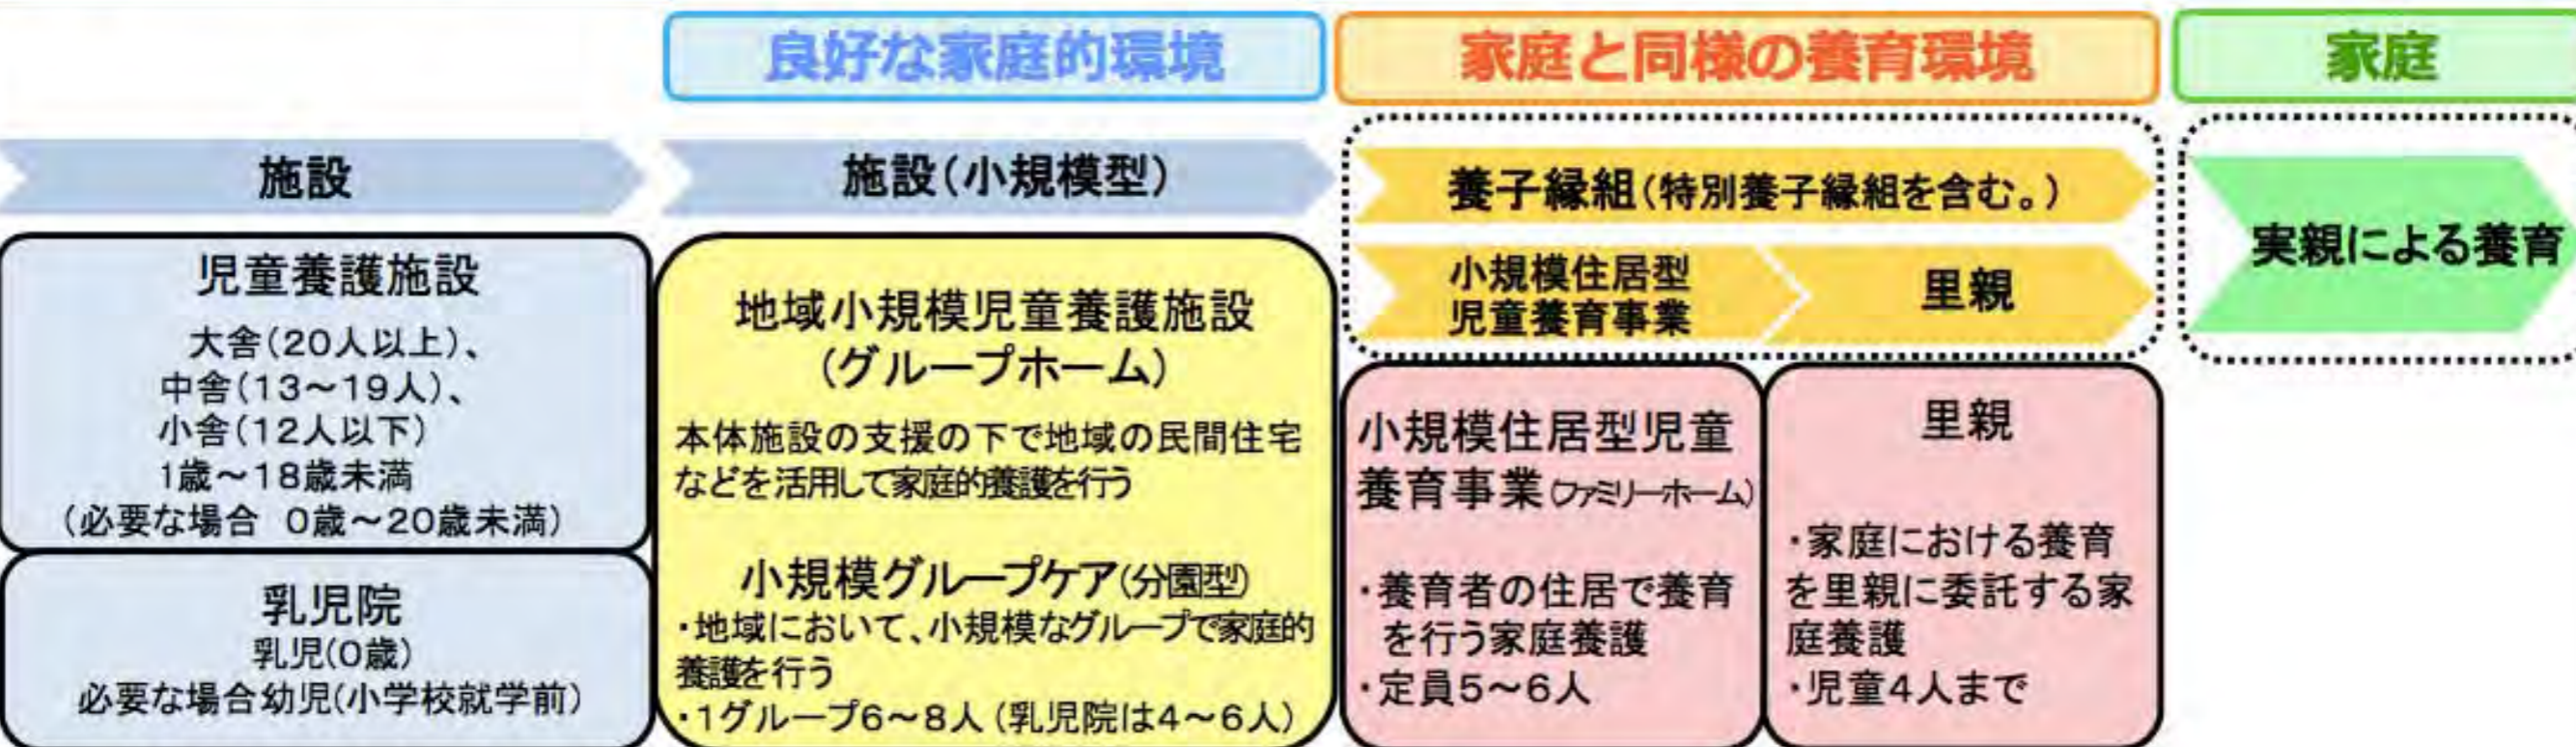 良好な家庭的環境
家庭と同様の養育環境
家庭
施設
施設(小規模型)
養子縁組(特別養子縁組を含む。)
小規模住居型
児童養育事業
里親
実親による養育
児童養護施設
大舎(20人以上)、
中舎(13～19人)、
小舎(12人以下)
1歳～18歳未満
(必要な場合 0歳～20歳未満)
乳児院
乳児(0歳)
必要な場合幼児(小学校就学前)
地域小規模児童養護施設
(グループホーム)
本体施設の支援の下で地域の民間住宅
などを活用して家庭的養護を行う
小規模グループケア(分園型)
・地域において、小規模なグループで家庭的
養護を行う
・1グループ6～8人(乳児院は4～6人)
小規模住居型児童
養育事業(ファミリーホーム)
・養育者の住居で養育
を行う家庭養護
・定員5～6人
里親
・家庭における養育
を里親に委託する家
庭養護
・児童4人まで